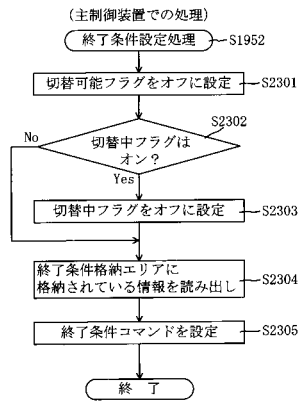 (主制御装置での処理)
終了条件設定処理
S1952
切替可能フラグをオフに設定
S2301
S2302
No
切替中フラグは
オン?
Yes
切替中フラグをオフに設定
S2303
終了条件格納エリアに
格納されている情報を読み出し
S2304
終了条件コマンドを設定
S2305
終 了